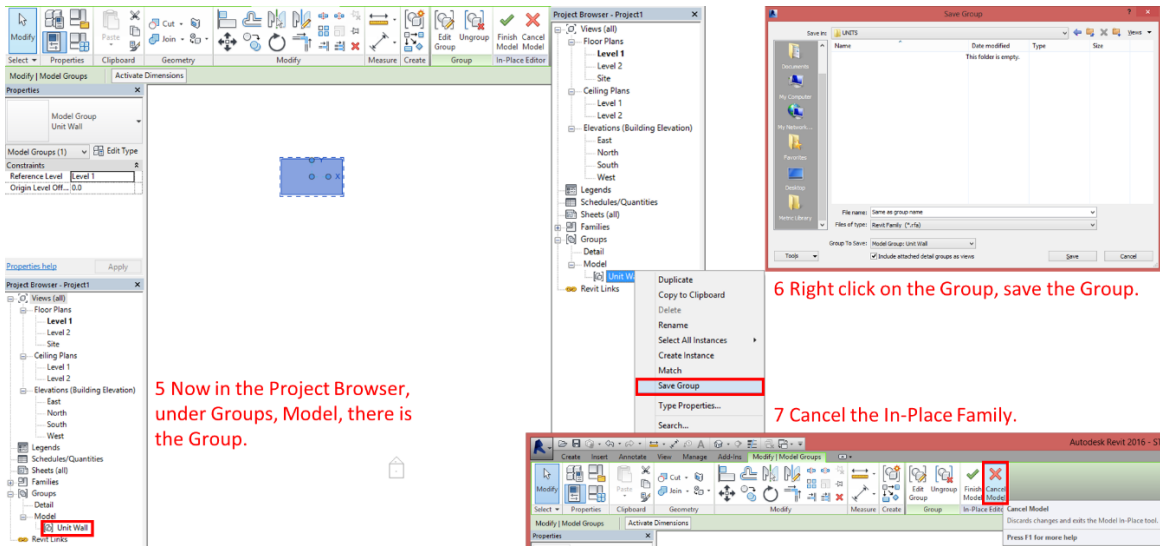 Modify
Paste
Cut
Join
Edit Group
Ungroup
Finish Model
Cancel Model
Select
Properties
Clipboard
Geometry
Modify
Measure
Create
Group
In-Place Editor
Modify | Model Groups
Activate Dimensions
Properties
Model Group
Unit Wall
Model Groups (1)
Edit Type
Constraints
Reference Level
Level 1
Origin Level Off...
0.0
Properties help
Apply
Project Browser - Project1
Views (all)
Floor Plans
Level 1
Level 2
Site
Ceiling Plans
Level 1
Level 2
Elevations (Building Elevation)
East
North
South
West
Legends
Schedules/Quantities
Sheets (all)
Families
Groups
Detail
Model
Unit Wall
Revit Links
X
5 Now in the Project Browser,
under Groups, Model, there is
the Group.
Project Browser - Project1
Views (all)
Floor Plans
Level 1
Level 2
Site
Ceiling Plans
Level 1
Level 2
Elevations (Building Elevation)
East
North
South
West
Legends
Schedules/Quantities
Sheets (all)
Families
Groups
Detail
Model
Revit Links
Duplicate
Copy to Clipboard
Delete
Rename
Select All Instances
Create Instance
Match
Save Group
Type Properties...
Search...
Save Group
Save in:
UNITS
Views
Name
Date modified
Type
Size
This folder is empty.
Documents
My Computer
My Network...
Favorites
Desktop
Metric Library
File name:
Same as group name
Files of type:
Revit Family (*.rfa)
Group To Save:
Model Group: Unit Wall
Include attached detail groups as views
Tools
Save
Cancel
6 Right click on the Group, save the Group.
7 Cancel the In-Place Family.
Autodesk Revit 2016 - ST
Create
Insert
Annotate
View
Manage
Add-Ins
Modify | Model Groups
Modify
Paste
Cut
Join
Edit Group
Ungroup
Finish Model
Cancel Model
Select
Properties
Clipboard
Geometry
Modify
Measure
Create
Group
In-Place Edito
Modify | Model Groups
Activate Dimensions
Properties
Cancel Model
Discards changes and exits the Model In-Place tool.
Press F1 for more help